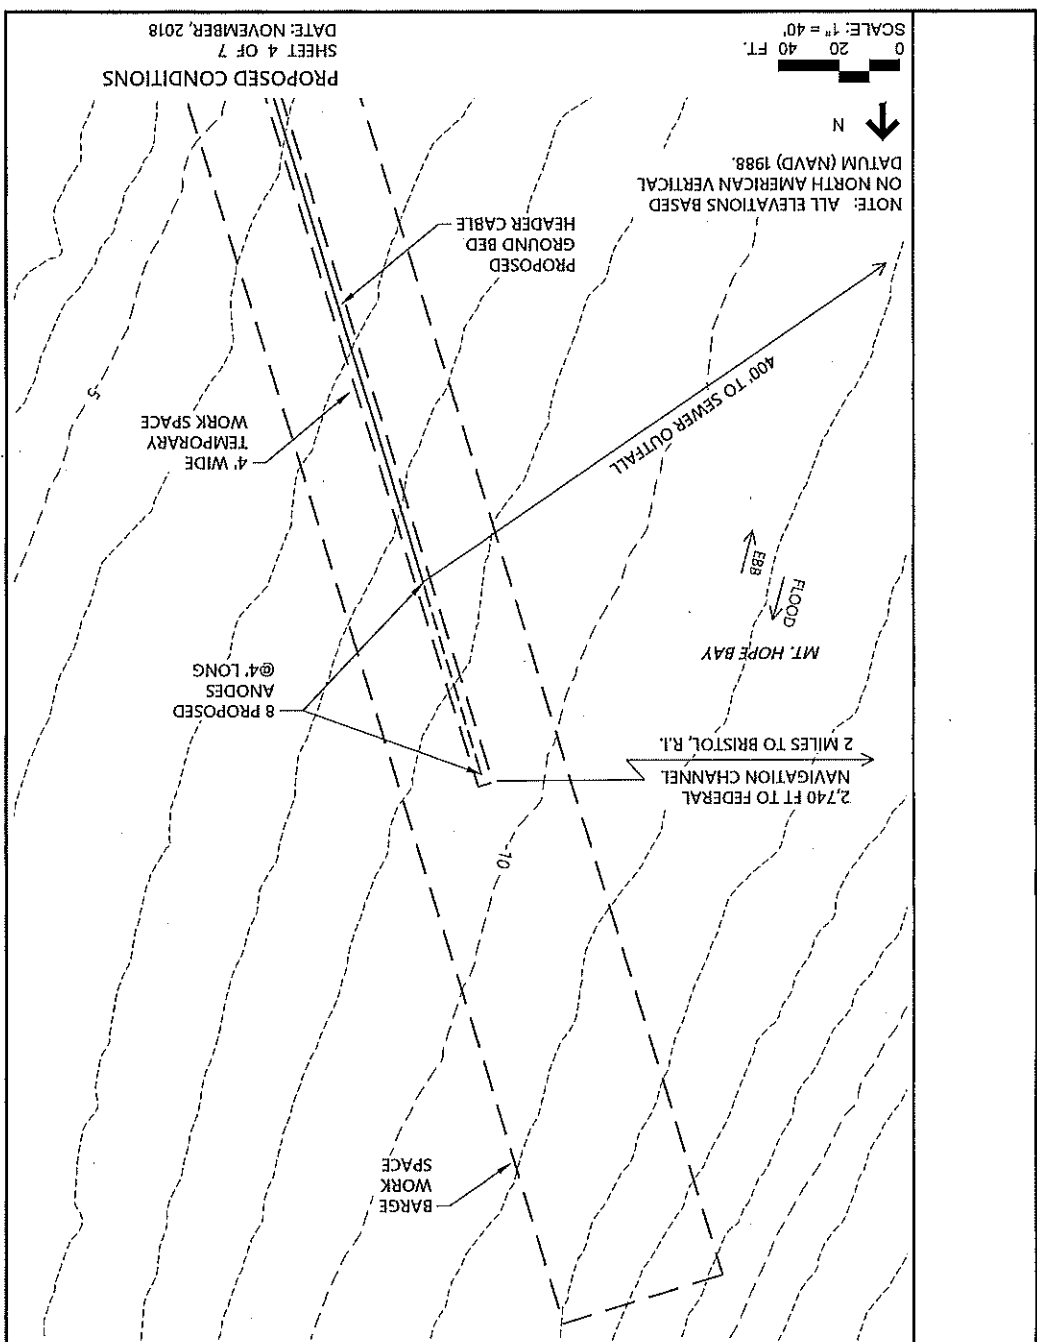 BARGE
WORK
SPACE
2,740 FT TO FEDERAL
NAVIGATION CHANNEL
2 MILES TO BRISTOL, R.I.
-10
MT. HOPE BAY
FLOOD
EBB
8 PROPOSED
ANODES
@4' LONG
400' TO SEWER OUTFALL
4' WIDE
TEMPORARY
WORK SPACE
-5
PROPOSED
GROUND BED
HEADER CABLE
NOTE: ALL ELEVATIONS BASED
ON NORTH AMERICAN VERTICAL
DATUM (NAVD) 1988.
N
0 20 40 FT.
SCALE: 1" = 40'
PROPOSED CONDITIONS
SHEET 4 OF 7
DATE: NOVEMBER, 2018